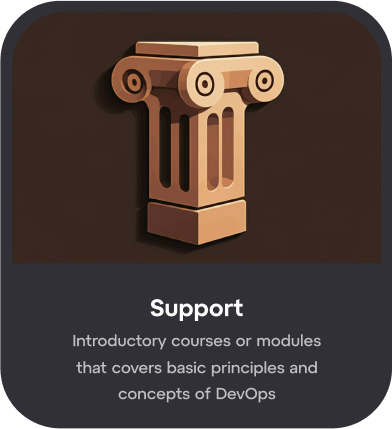 Support
Introductory courses or modules
that covers basic principles and
concepts of DevOps